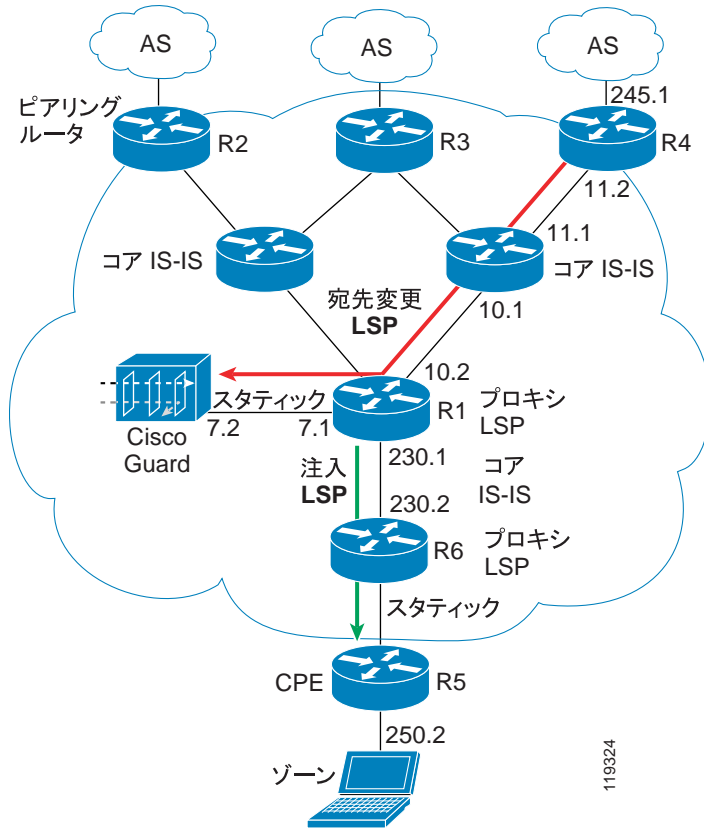 AS
AS
AS
ピアリング
ルータ
R2
R3
245.1
R4
11.2
11.1
コア IS-IS
コア IS-IS
宛先変更
LSP
10.1
10.2
スタティック
R1
プロキシ
LSP
7.2
7.1
Cisco
Guard
注入
LSP
230.1
コア
IS-IS
230.2
R6
プロキシ
LSP
スタティック
CPE
R5
250.2
ゾーン
119324